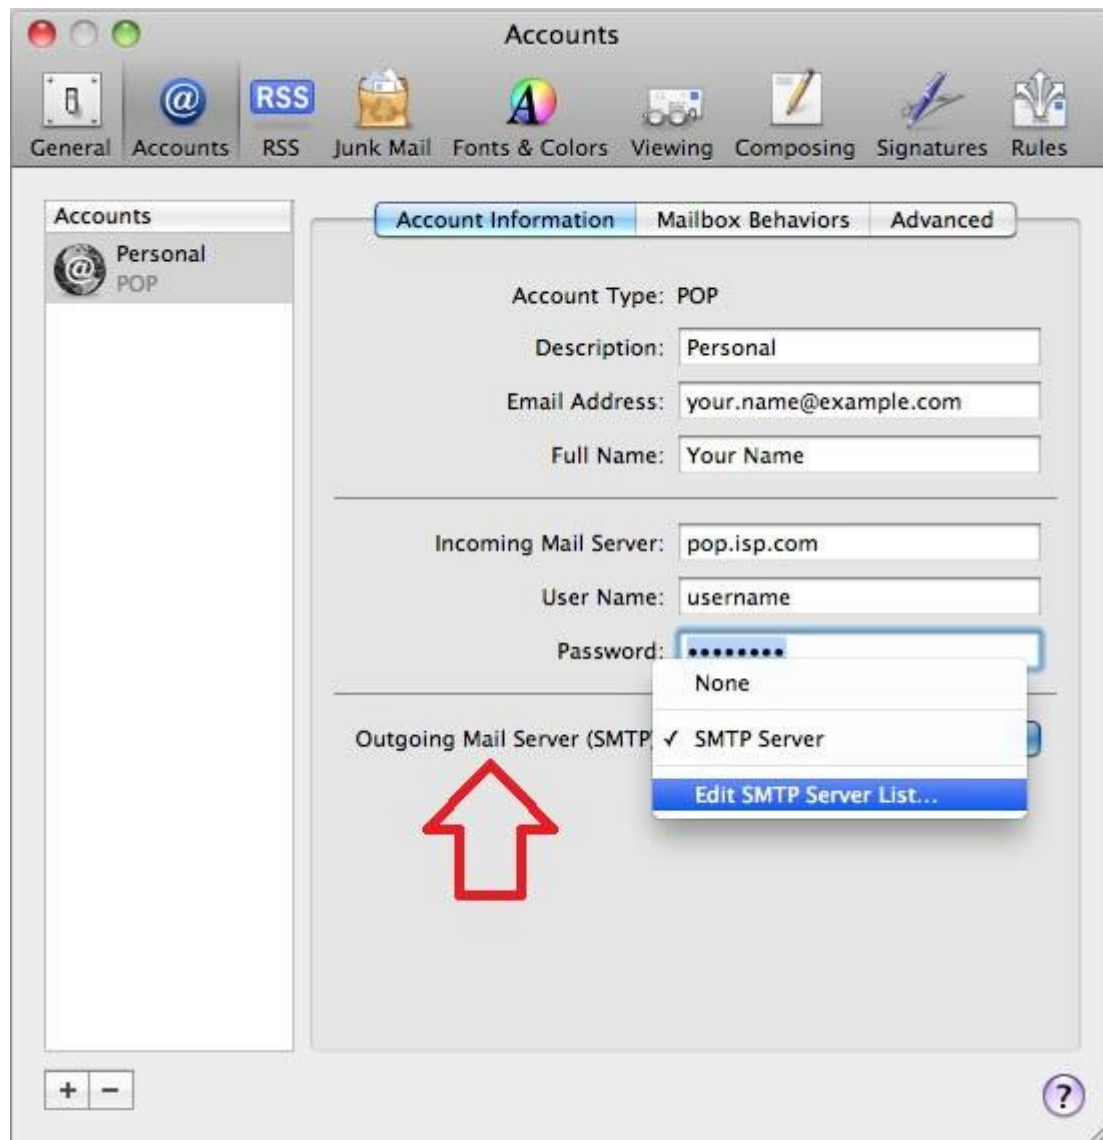 Accounts
General Accounts RSS Junk Mail Fonts & Colors Viewing Composing Signatures Rules
RSS
Accounts
Personal
POP
Account Information Mailbox Behaviors Advanced
Account Type: POP
Description: Personal
Email Address: your.name@example.com
Full Name: Your Name
Incoming Mail Server: pop.isp.com
User Name: username
Password: ••••••••
None
Outgoing Mail Server (SMTP) ✓ SMTP Server
Edit SMTP Server List...
+ −
?